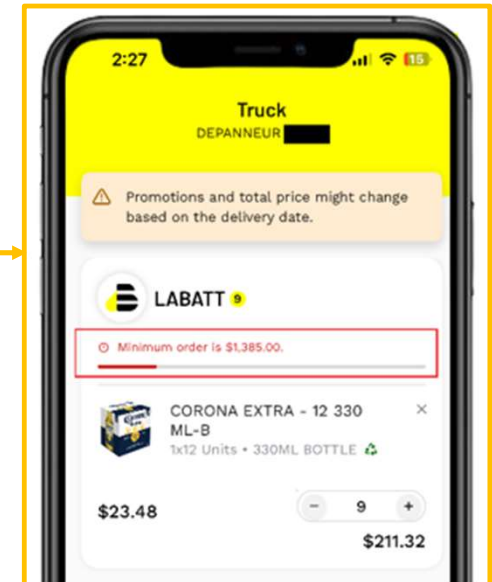 2:27
15
Truck
DEPANNEUR
Promotions and total price might change
based on the delivery date.
LABATT 9
Minimum order is $1,385.00.
CORONA EXTRA - 12 330
ML-B
1x12 Units • 330ML BOTTLE
$23.48
- 9 +
$211.32